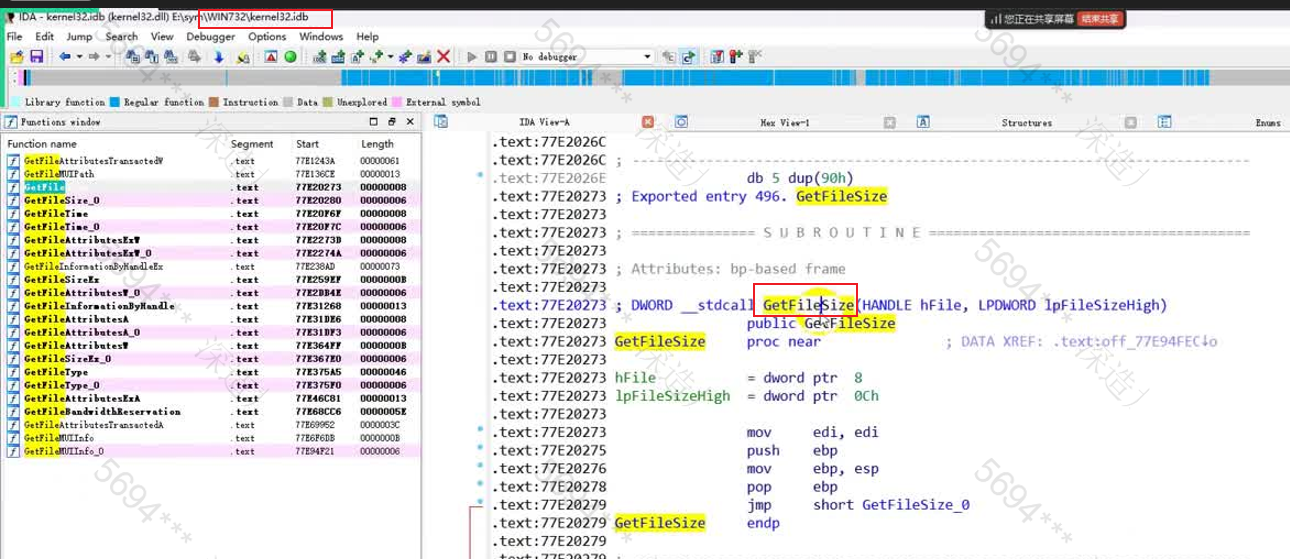 IDA - kernel32.idb (kernel32.dll) E:\sym\WIN732\kernel32.idb
您正在共享屏幕 结束共享
File Edit Jump Search View Debugger Options Windows Help
No debugger
Library function Regular function Instruction Data Unexplored External symbol
Functions window
IDA View-A Hex View-1 Structures Enums
Function name Segment Start Length
GetFileAttributesTransactedW .text 77E1243A 00000061
GetFileMUIPath .text 77E136CE 00000013
GetFile .text 77E20273 00000008
GetFileSize_0 .text 77E20280 00000006
GetFileTime .text 77E20F6F 00000008
GetFileTime_0 .text 77E20F7C 00000006
GetFileAttributesExW .text 77E2273B 00000008
GetFileAttributesExW_0 .text 77E2274A 00000006
GetFileInformationByHandleEx .text 77E238AD 00000073
GetFileSizeEx .text 77E259EF 0000000B
GetFileAttributesW_0 .text 77E2BB4E 00000006
GetFileInformationByHandle .text 77E31268 00000013
GetFileAttributesA .text 77E31DE6 00000008
GetFileAttributesA_0 .text 77E31DF3 00000006
GetFileAttributesW .text 77E364FF 0000000B
GetFileSizeEx_0 .text 77E367E0 00000006
GetFileType .text 77E375A5 00000046
GetFileType_0 .text 77E375F0 00000006
GetFileAttributesExA .text 77E46C81 00000013
GetFileBandwidthReservation .text 77E68CC6 0000005E
GetFileAttributesTransactedA .text 77E69952 0000003C
GetFileMUIInfo .text 77E6F6DB 0000000B
GetFileMUIInfo_0 .text 77E94F21 00000006
.text:77E2026C
.text:77E2026C ; ---------------------------------------------------------------------------
.text:77E2026E db 5 dup(90h)
.text:77E20273 ; Exported entry 496. GetFileSize
.text:77E20273
.text:77E20273 ; =============== S U B R O U T I N E =======================================
.text:77E20273
.text:77E20273 ; Attributes: bp-based frame
.text:77E20273
.text:77E20273 ; DWORD __stdcall GetFileSize(HANDLE hFile, LPDWORD lpFileSizeHigh)
.text:77E20273 public GetFileSize
.text:77E20273 GetFileSize proc near ; DATA XREF: .text:off_77E94FEC↓o
.text:77E20273
.text:77E20273 hFile = dword ptr 8
.text:77E20273 lpFileSizeHigh = dword ptr 0Ch
.text:77E20273
.text:77E20273 mov edi, edi
.text:77E20275 push ebp
.text:77E20276 mov ebp, esp
.text:77E20278 pop ebp
.text:77E20279 jmp short GetFileSize_0
.text:77E20279 GetFileSize endp
.text:77E20279
.text:77E20279
5694***
深造